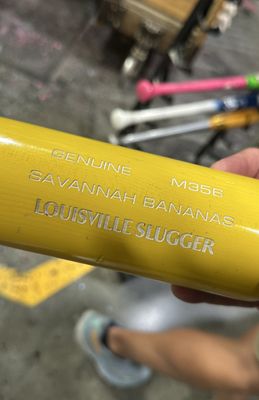 GENUINE M356
SAVANNAH BANANAS
LOUISVILLE SLUGGER